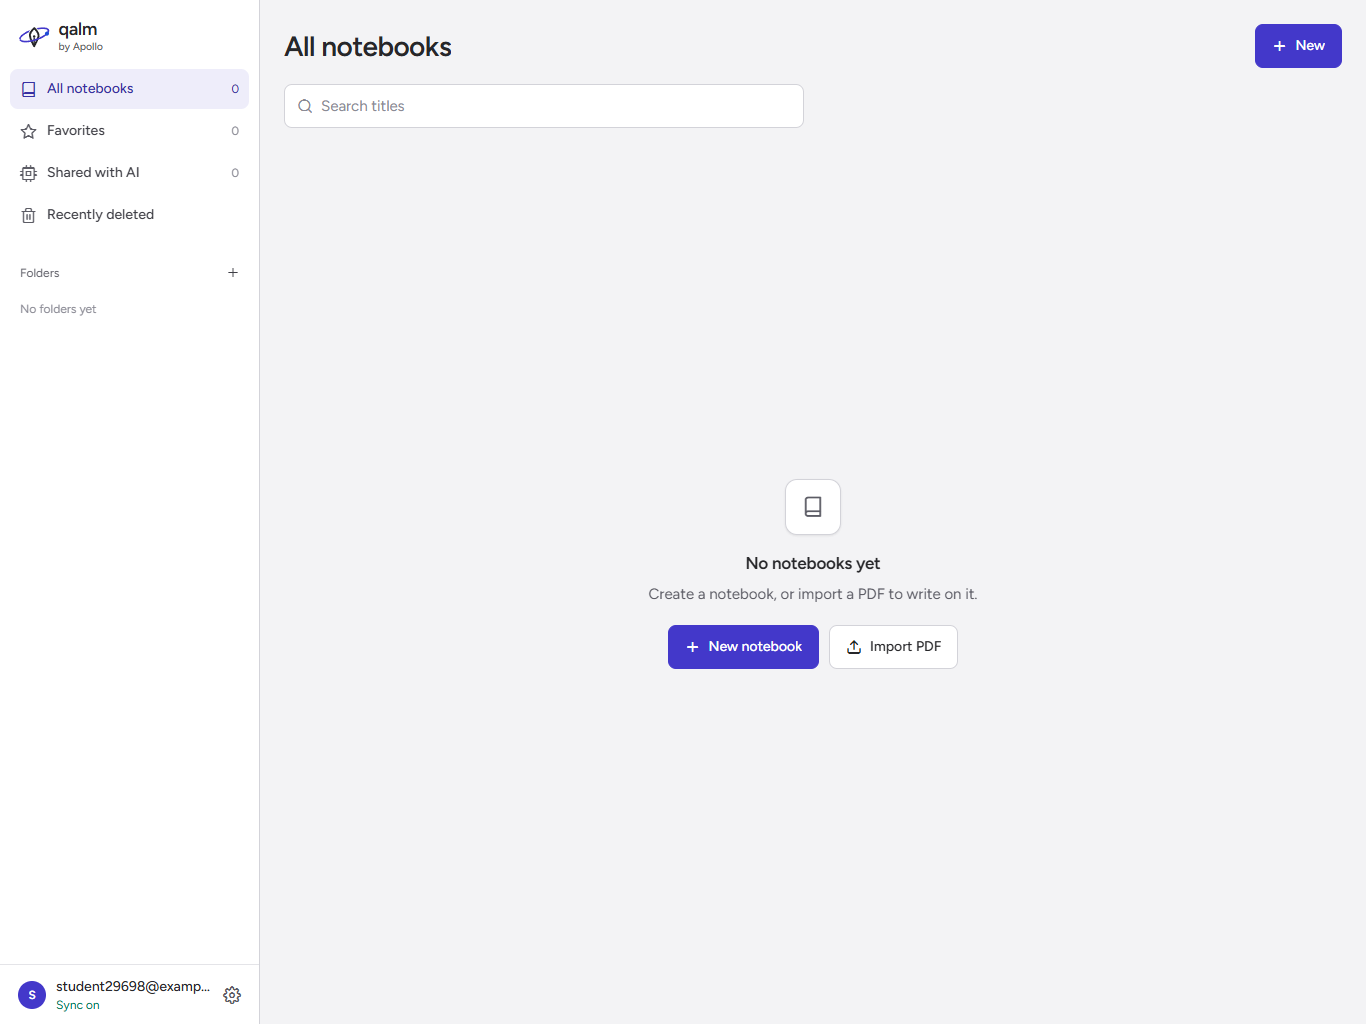 qalm
by Apollo
All notebooks 0
Favorites 0
Shared with AI 0
Recently deleted
Folders
No folders yet
S
student29698@examp...
Sync on
All notebooks
New
Search titles
No notebooks yet
Create a notebook, or import a PDF to write on it.
New notebook
Import PDF